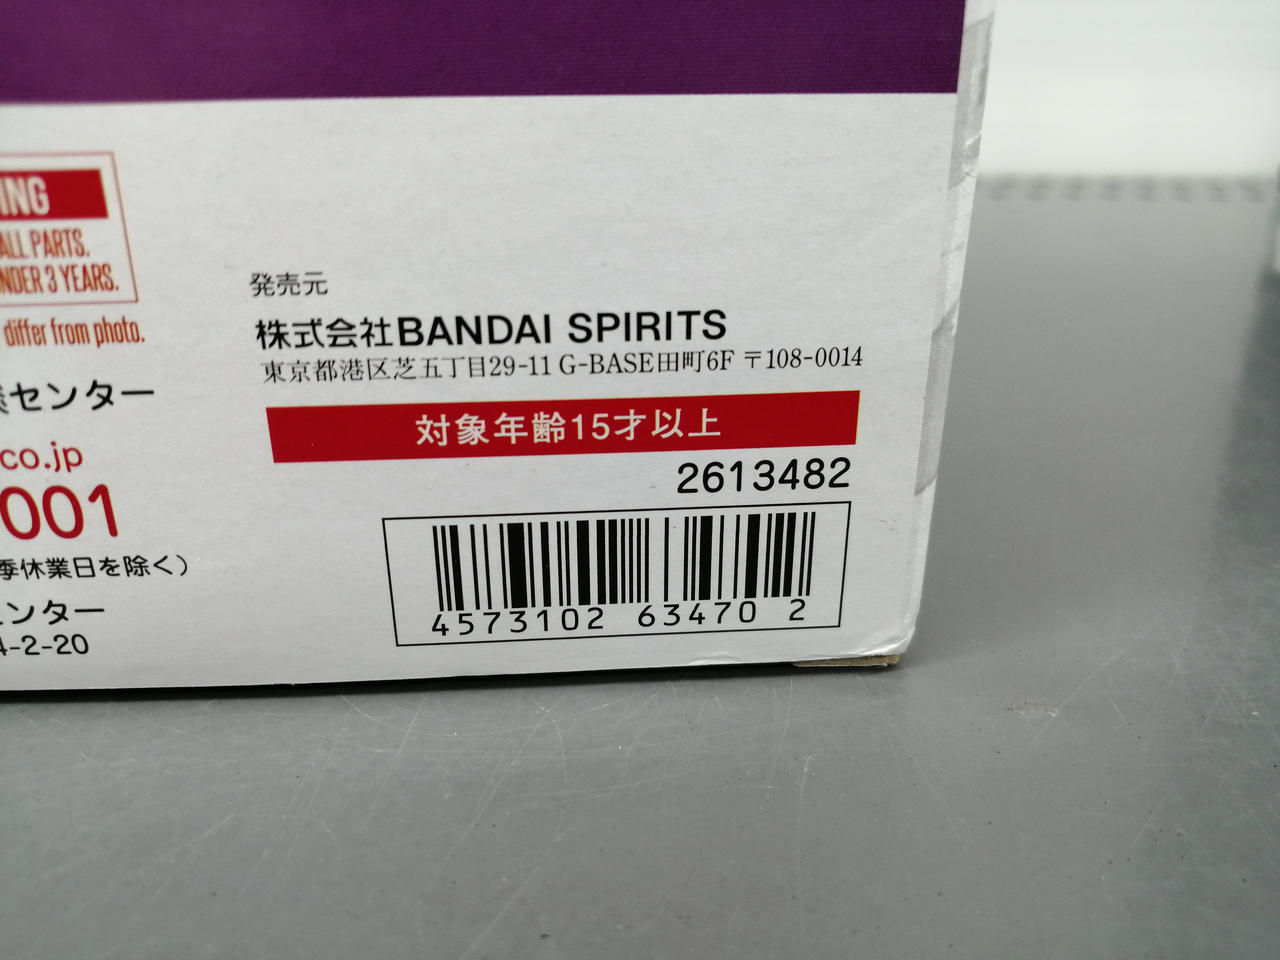 ING
ALL PARTS.
NDER 3 YEARS.
differ from photo.
センター
co.jp
001
季休業日を除く）
ンター
4-2-20
発売元
株式会社BANDAI SPIRITS
東京都港区芝五丁目29-11 G-BASE田町6F 〒108-0014
対象年齢15才以上
2613482
4573102 63470 2